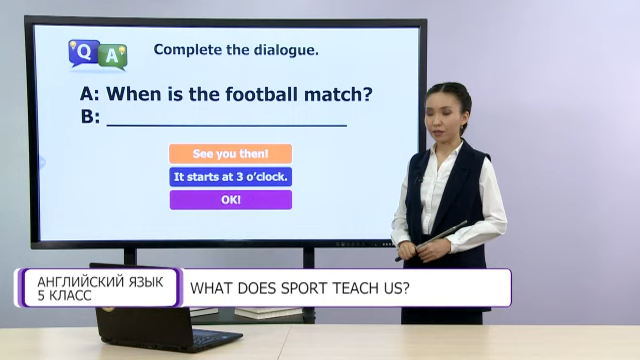 Q A
Complete the dialogue.
A: When is the football match?
B: ____________________
See you then!
It starts at 3 o'clock.
OK!
АНГЛИЙСКИЙ ЯЗЫК
5 КЛАСС
WHAT DOES SPORT TEACH US?